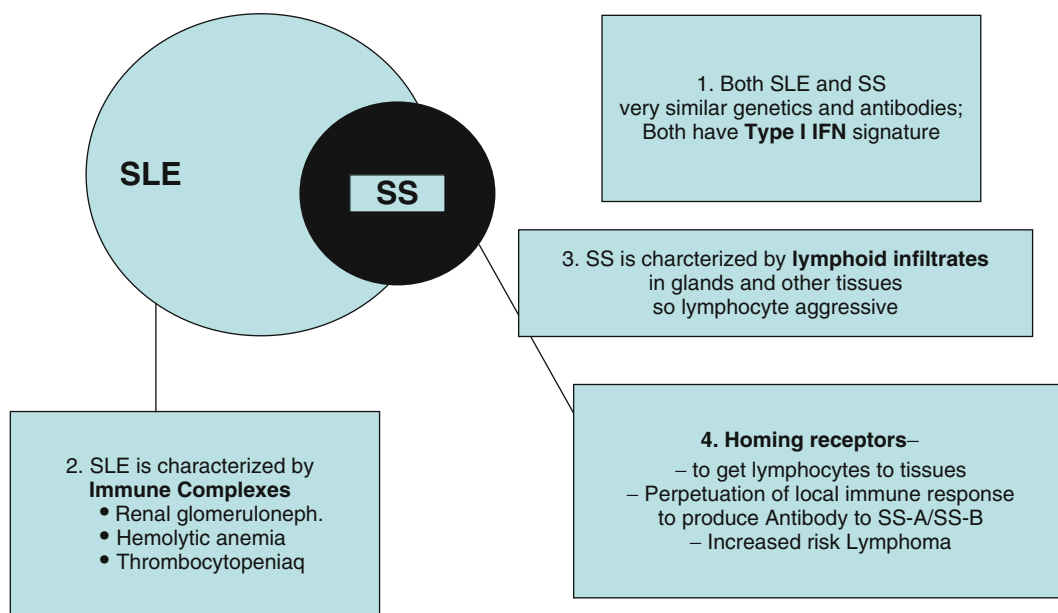 SLE
SS
1. Both SLE and SS
very similar genetics and antibodies;
Both have Type I IFN signature
3. SS is charcterized by lymphoid infiltrates
in glands and other tissues
so lymphocyte aggressive
2. SLE is characterized by
Immune Complexes
• Renal glomeruloneph.
• Hemolytic anemia
• Thrombocytopeniaq
4. Homing receptors–
– to get lymphocytes to tissues
– Perpetuation of local immune response
to produce Antibody to SS-A/SS-B
– Increased risk Lymphoma